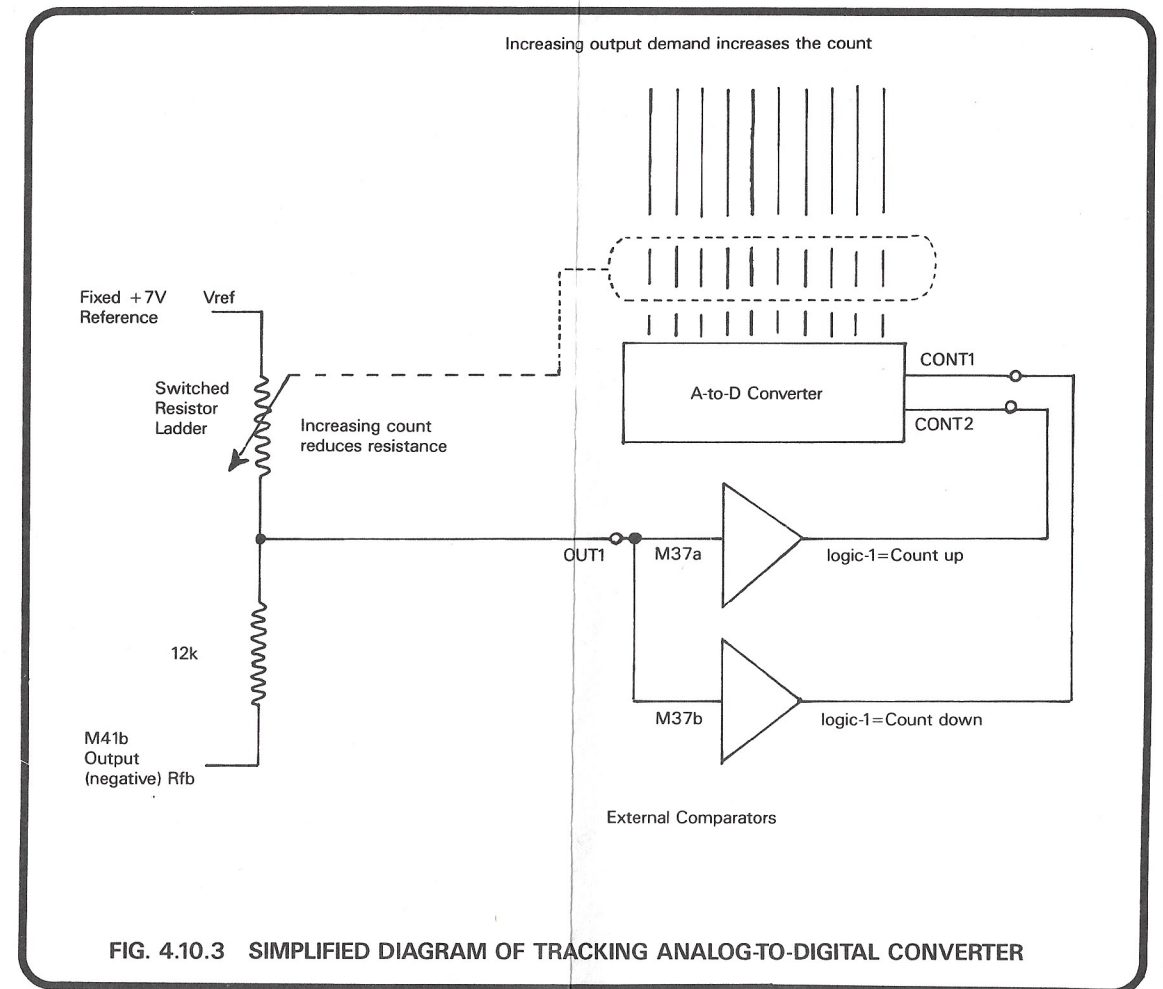 Increasing output demand increases the count
Fixed +7V Vref
Reference
Switched
Resistor
Ladder
Increasing count
reduces resistance
A-to-D Converter
CONT1
CONT2
OUT1
M37a
logic-1=Count up
12k
M37b
logic-1=Count down
M41b
Output
(negative) Rfb
External Comparators
FIG. 4.10.3 SIMPLIFIED DIAGRAM OF TRACKING ANALOG-TO-DIGITAL CONVERTER